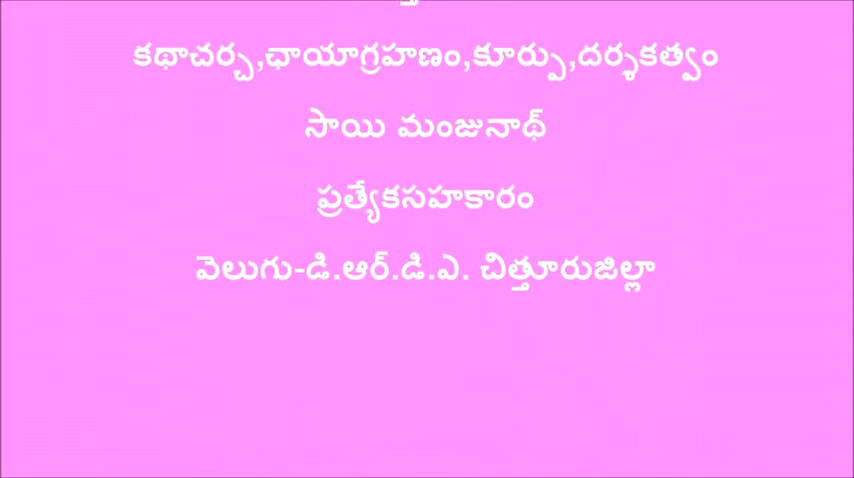 కథాచర్చ,ఛాయాగ్రహణం,కూర్పు,దర్శకత్వం
సాయి మంజునాథ్
ప్రత్యేకసహకారం
వెలుగు-డి.ఆర్.డి.ఎ. చిత్తూరుజిల్లా